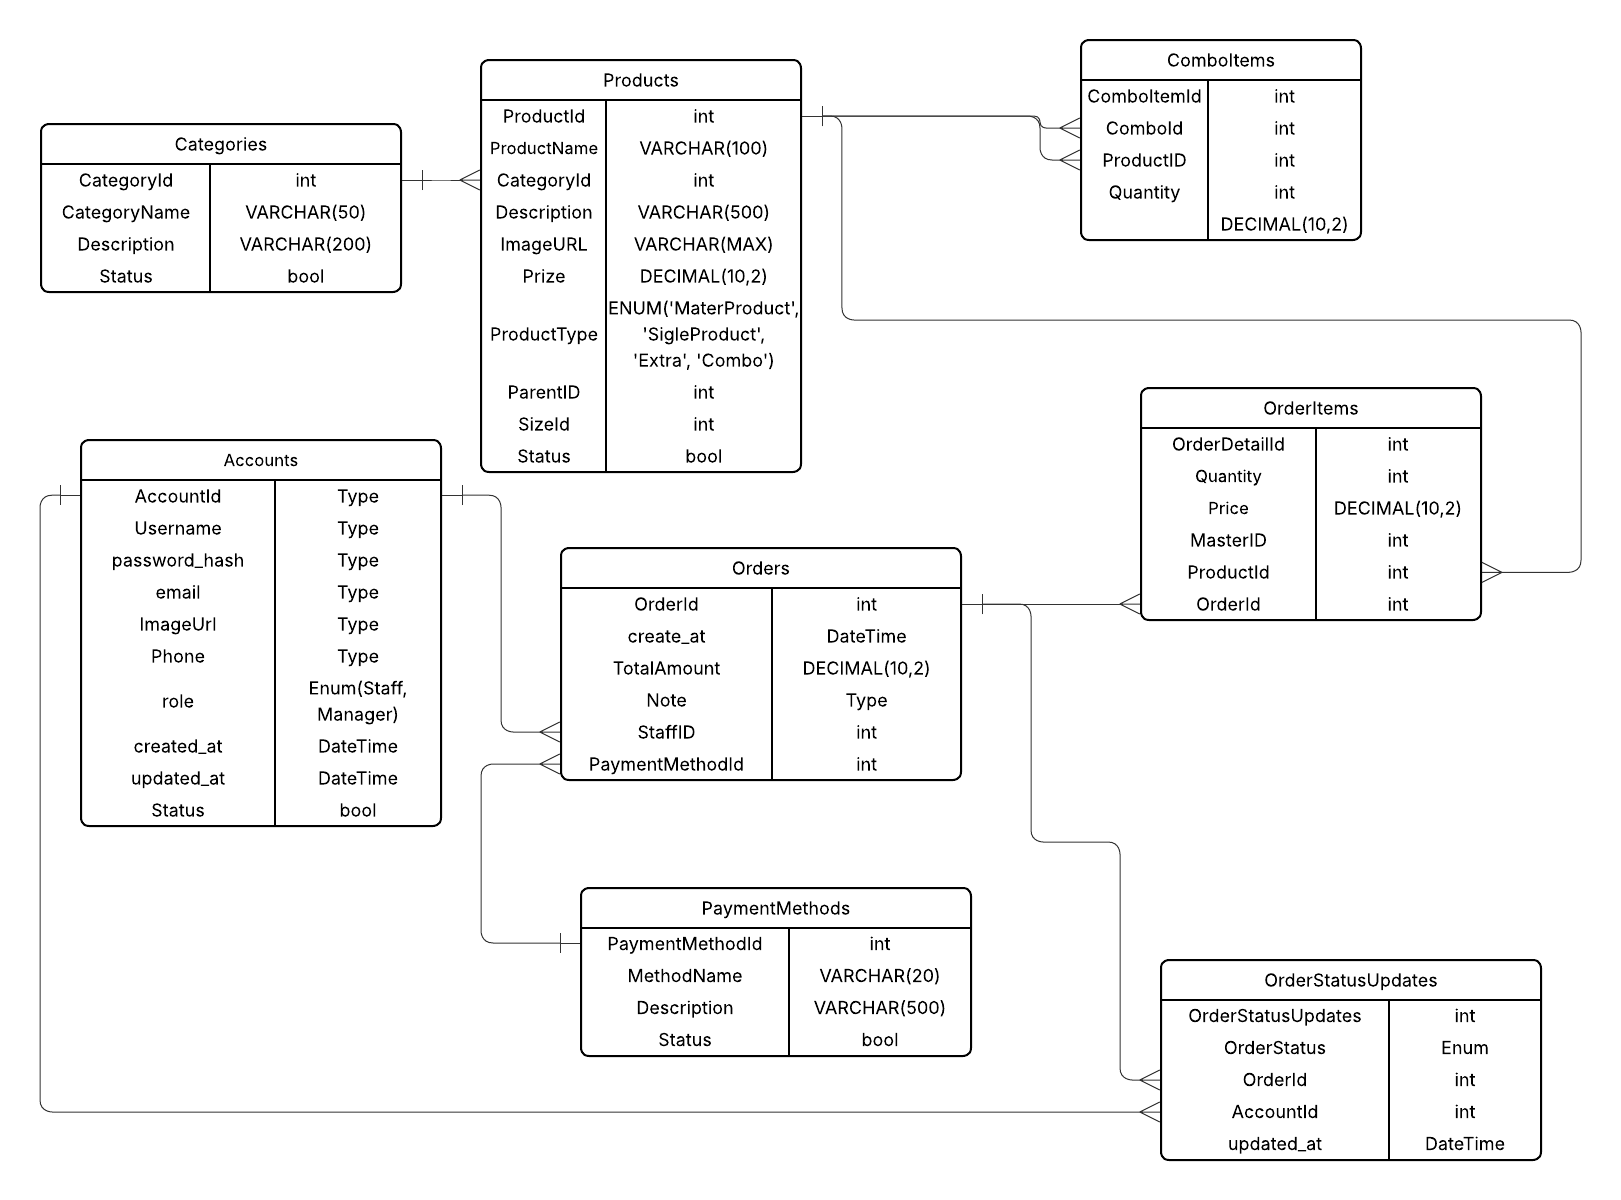 Products
ProductId int
ProductName VARCHAR(100)
CategoryId int
Description VARCHAR(500)
ImageURL VARCHAR(MAX)
Prize DECIMAL(10,2)
ProductType ENUM('MaterProduct',
'SigleProduct',
'Extra', 'Combo')
ParentID int
SizeId int
Status bool
ComboItems
ComboItemId int
ComboId int
ProductID int
Quantity int
DECIMAL(10,2)
Categories
CategoryId int
CategoryName VARCHAR(50)
Description VARCHAR(200)
Status bool
OrderItems
OrderDetailId int
Quantity int
Price DECIMAL(10,2)
MasterID int
ProductId int
OrderId int
Accounts
AccountId Type
Username Type
password_hash Type
email Type
ImageUrl Type
Phone Type
role Enum(Staff,
Manager)
created_at DateTime
updated_at DateTime
Status bool
Orders
OrderId int
create_at DateTime
TotalAmount DECIMAL(10,2)
Note Type
StaffID int
PaymentMethodId int
PaymentMethods
PaymentMethodId int
MethodName VARCHAR(20)
Description VARCHAR(500)
Status bool
OrderStatusUpdates
OrderStatusUpdates int
OrderStatus Enum
OrderId int
AccountId int
updated_at DateTime